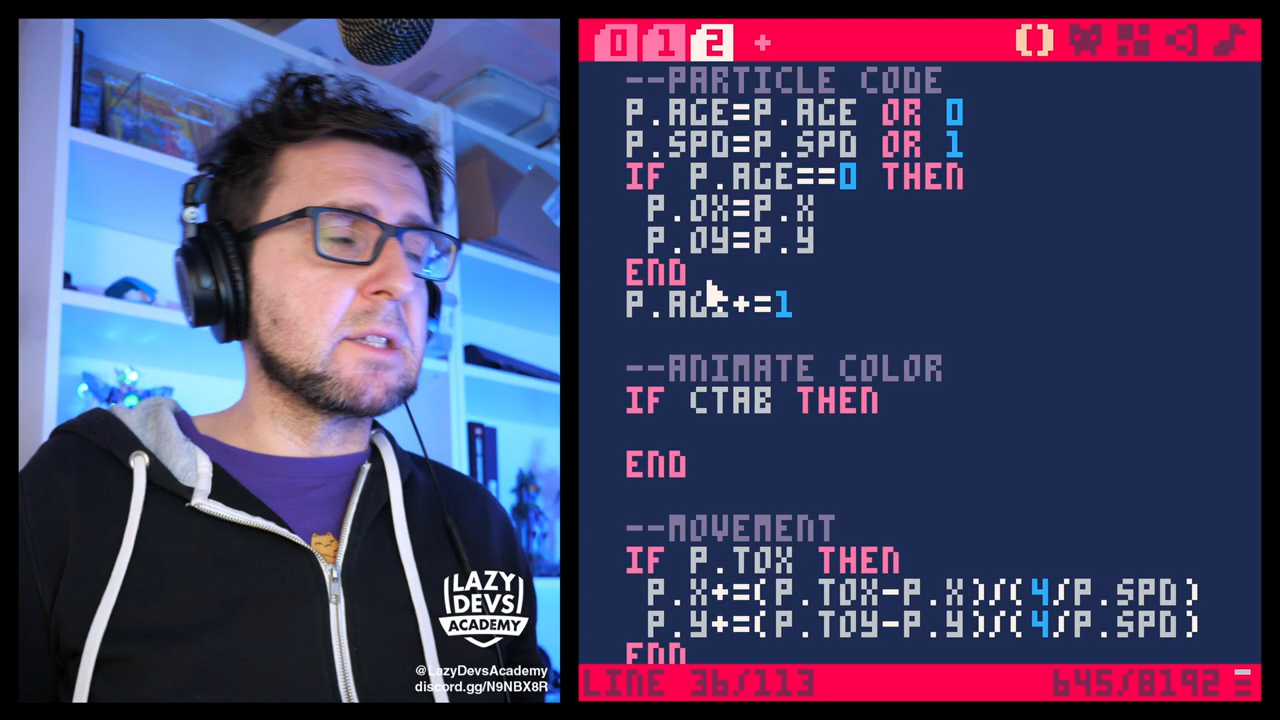 0 1 2 +
--PARTICLE CODE
P.AGE=P.AGE OR 0
P.SPD=P.SPD OR 1
IF P.AGE==0 THEN
P.OX=P.X
P.OY=P.Y
END
P.AGE+=1
--ANIMATE COLOR
IF CTAB THEN
END
--MOVEMENT
IF P.TOX THEN
P.X+=(P.TOX-P.X)/(4/P.SPD)
P.Y+=(P.TOY-P.Y)/(4/P.SPD)
END
LINE 36/113 645/8192
LAZY
DEVS
ACADEMY
@LazyDevsAcademy
discord.gg/N9NBX8R